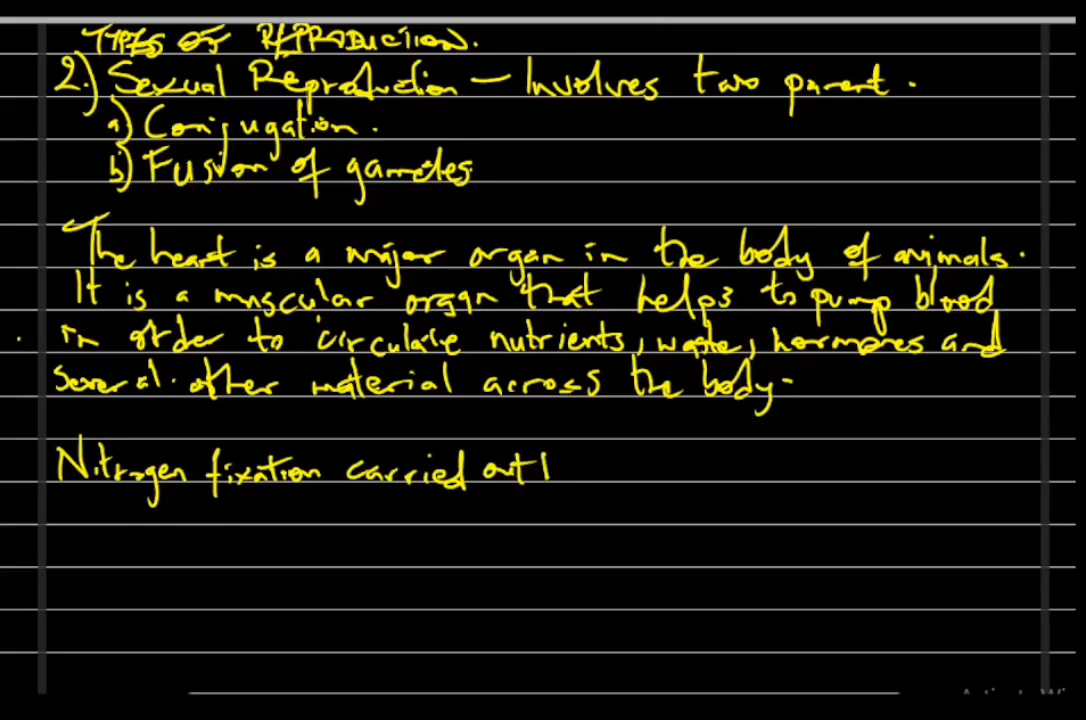 TYPES OF REPRODUCTION.
2.) Sexual Reproduction – Involves two parent.
a) Conjugation.
b) Fusion of gametes.
The heart is a major organ in the body of animals.
It is a muscular organ that helps to pump blood
in order to circulate nutrients, waste, hormones and
several other material across the body.
Nitrogen fixation carried out